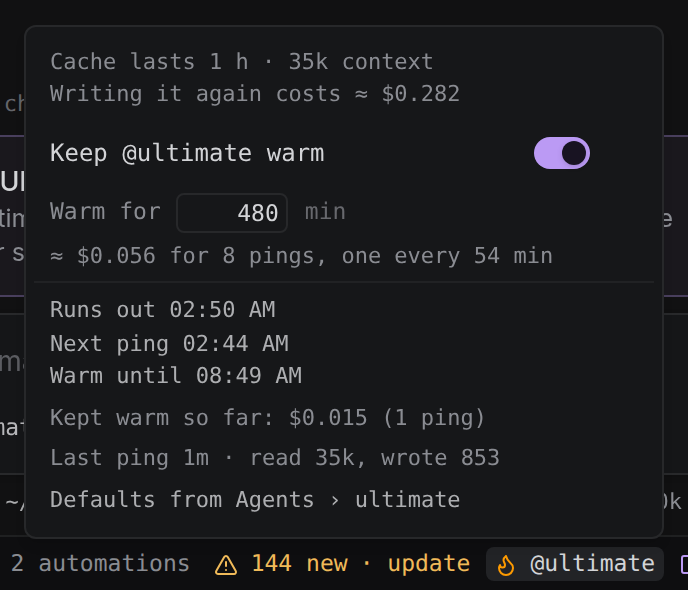 Cache lasts 1 h · 35k context
Writing it again costs ≈ $0.282
Keep @ultimate warm
Warm for 480 min
≈ $0.056 for 8 pings, one every 54 min
Runs out 02:50 AM
Next ping 02:44 AM
Warm until 08:49 AM
Kept warm so far: $0.015 (1 ping)
Last ping 1m · read 35k, wrote 853
Defaults from Agents › ultimate
2 automations 144 new · update @ultimate